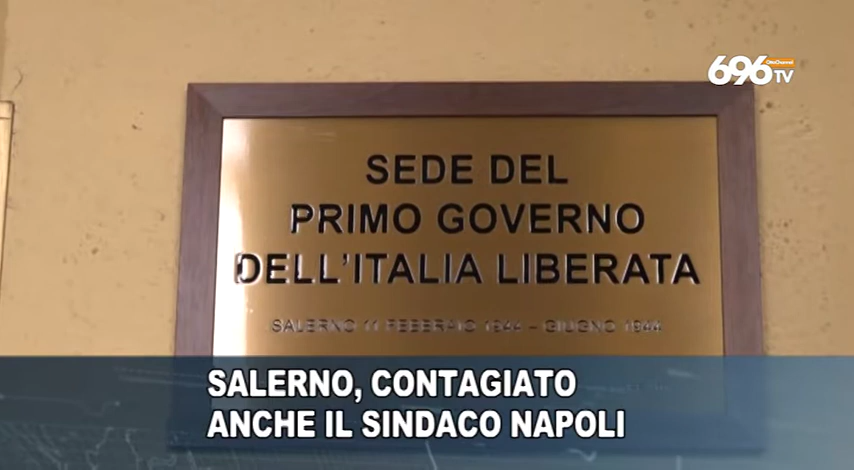 696
OttoChannel
TV
SEDE DEL
PRIMO GOVERNO
DELL'ITALIA LIBERATA
SALERNO 11 FEBBRAIO 1944 – GIUGNO 1944
SALERNO, CONTAGIATO
ANCHE IL SINDACO NAPOLI